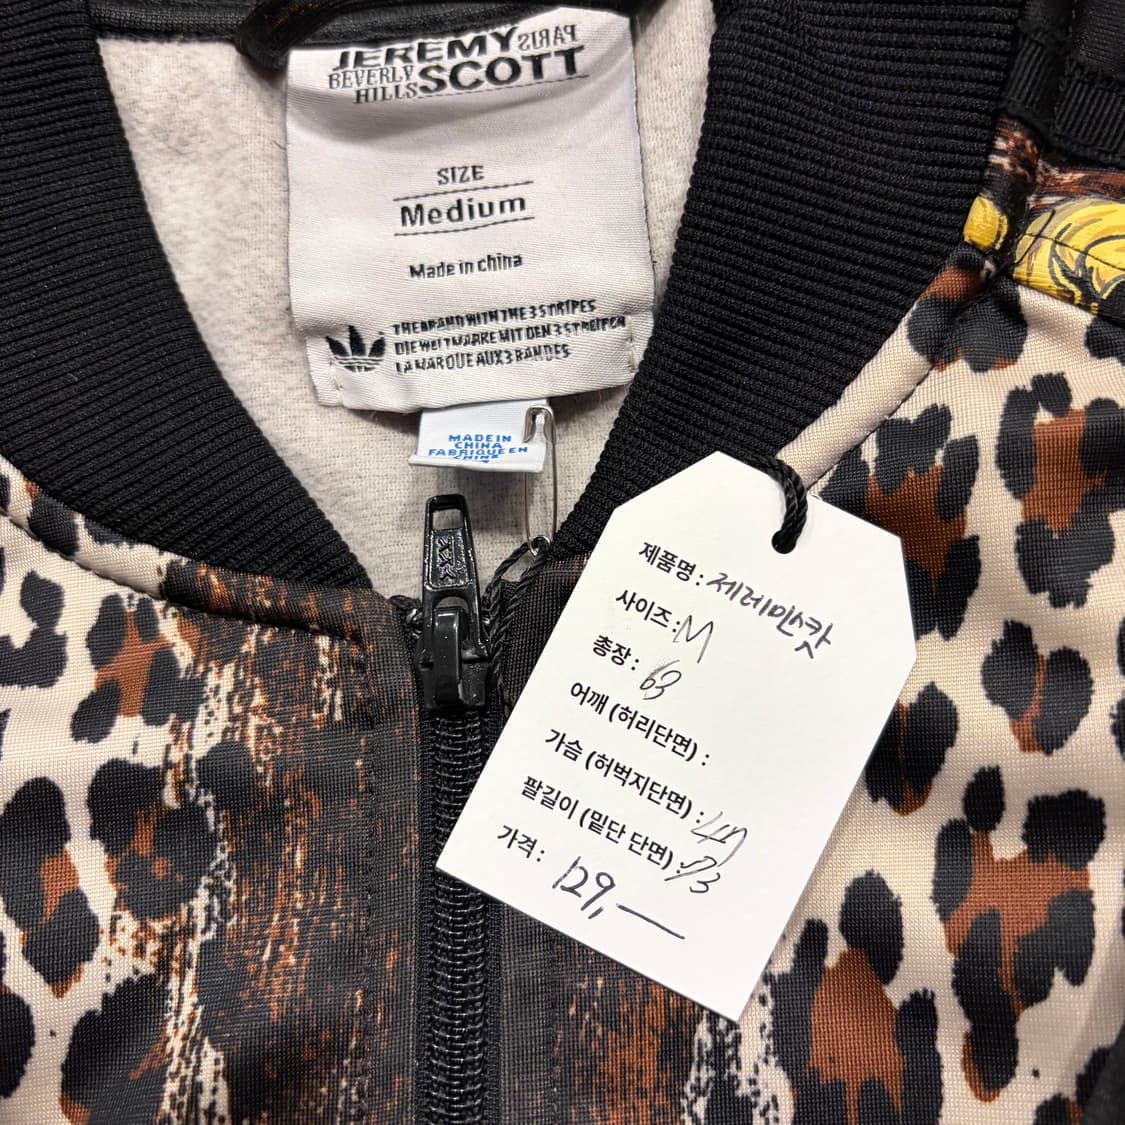 JEREMY PARIS
BEVERLY SCOTT
HILLS
SIZE
Medium
Made in china
THE BRAND WITH THE 3 STRIPES
DIE WELTMARKE MIT DEN 3 STREIFEN
LA MARQUE AUX 3 BANDES
MADE IN
CHINA
FABRIQUE EN
CHINE
제품명 : 제레미스캇
사이즈 : M
총장 : 63
어깨 (허리단면) :
가슴 (허벅지단면) :
팔길이 (밑단 단면) :
가격 : 129,—